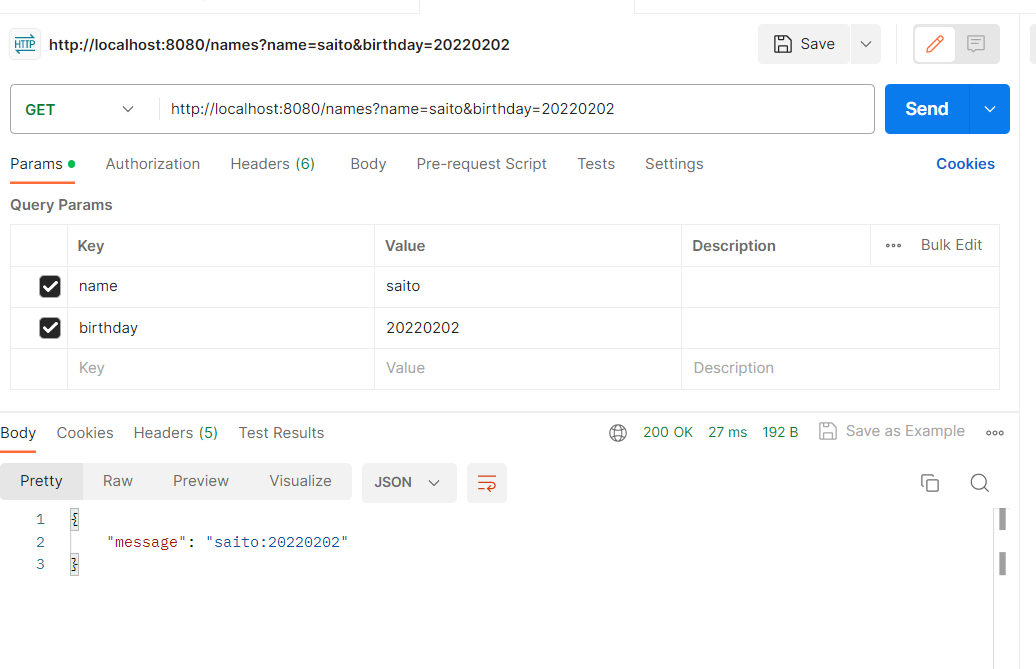 HTTP http://localhost:8080/names?name=saito&birthday=20220202 Save
GET http://localhost:8080/names?name=saito&birthday=20220202 Send
Params Authorization Headers (6) Body Pre-request Script Tests Settings Cookies
Query Params
Key Value Description Bulk Edit
name saito
birthday 20220202
Key Value Description
Body Cookies Headers (5) Test Results 200 OK 27 ms 192 B Save as Example
Pretty Raw Preview Visualize JSON
1 {
2 "message": "saito:20220202"
3 }